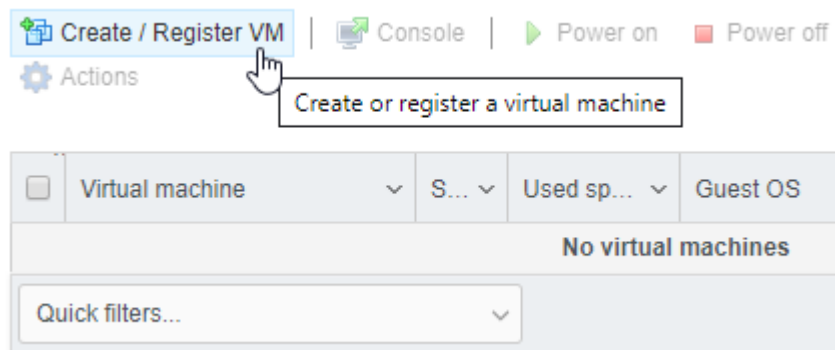 Create / Register VM | Console | Power on Power off
Actions
Create or register a virtual machine
Virtual machine S... Used sp... Guest OS
No virtual machines
Quick filters...